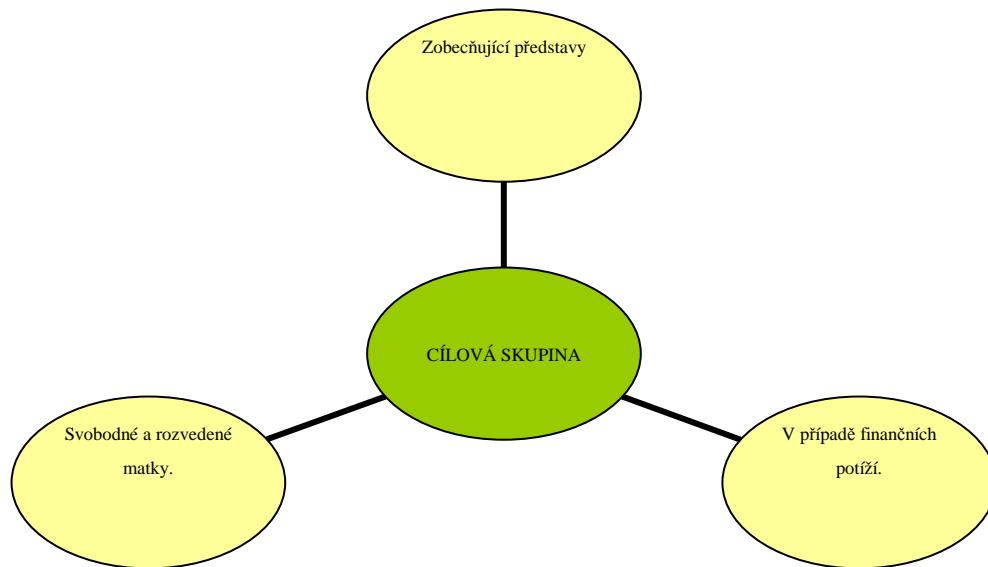 Zobecňující představy
CÍLOVÁ SKUPINA
Svobodné a rozvedené
matky.
V případě finančních
potíží.